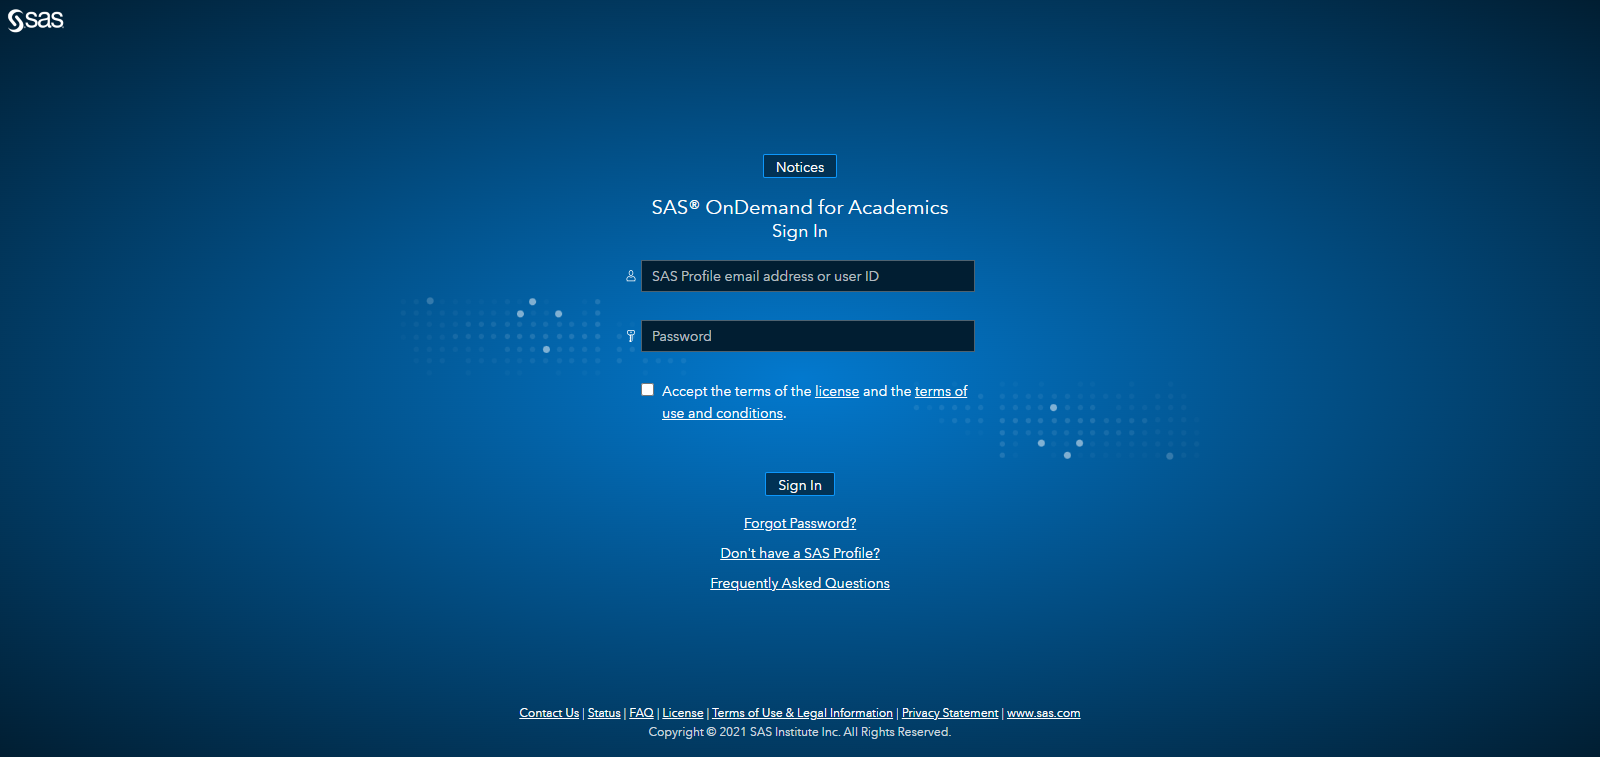 sas
Notices
SAS® OnDemand for Academics
Sign In
SAS Profile email address or user ID
Password
Accept the terms of the license and the terms of
use and conditions.
Sign In
Forgot Password?
Don't have a SAS Profile?
Frequently Asked Questions
Contact Us | Status | FAQ | License | Terms of Use & Legal Information | Privacy Statement | www.sas.com
Copyright © 2021 SAS Institute Inc. All Rights Reserved.